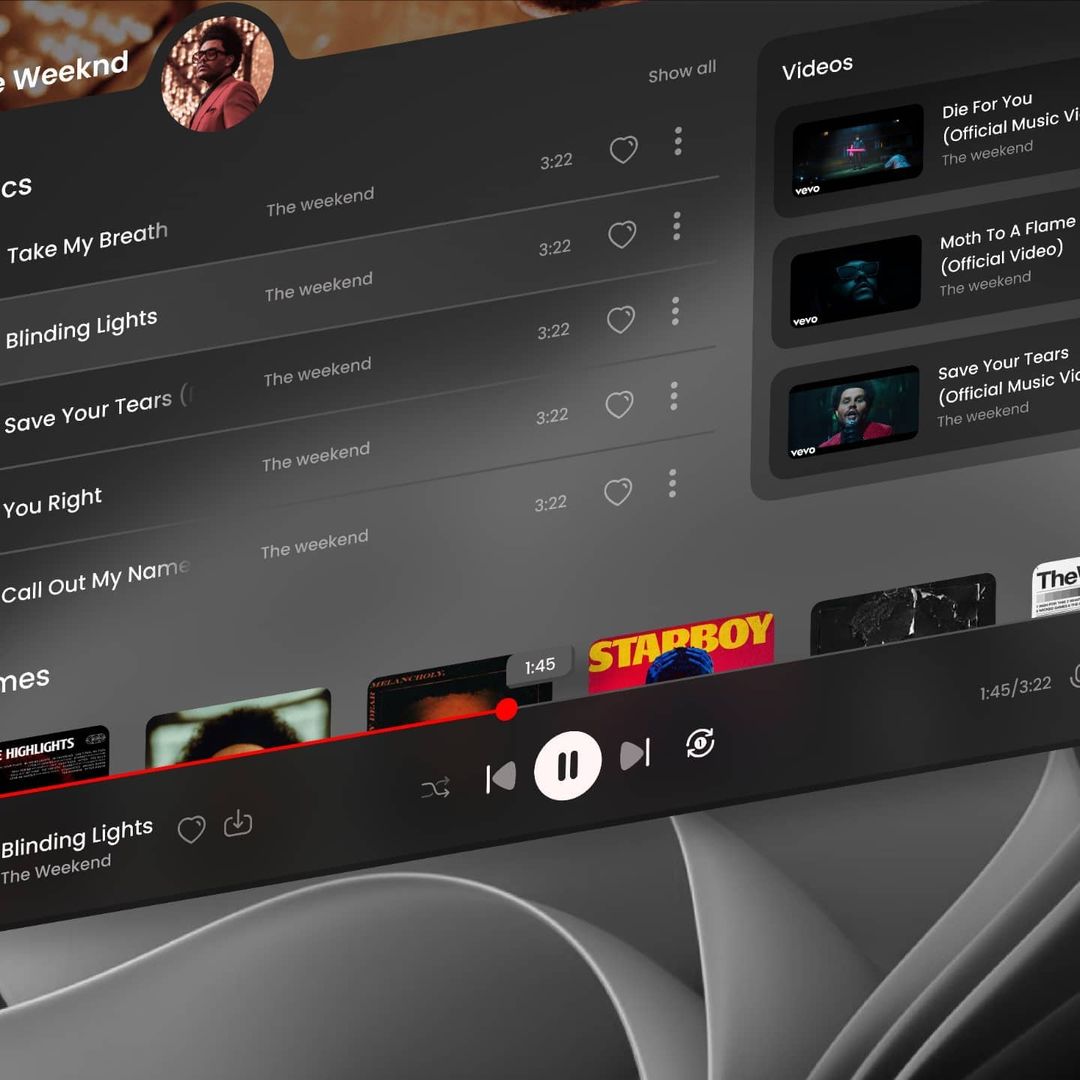 e Weeknd
Show all
cs
Take My Breath
The weekend
3:22
Blinding Lights
The weekend
3:22
Save Your Tears (
The weekend
3:22
You Right
The weekend
3:22
Call Out My Name
The weekend
3:22
Videos
vevo
Die For You
(Official Music Vi
The weekend
vevo
Moth To A Flame
(Official Video)
The weekend
vevo
Save Your Tears
(Official Music Vid
The weekend
mes
E HIGHLIGHTS
MELANCHOLY,
Y DEAR
1:45
STARBOY
TheW
1:45/3:22
Blinding Lights
The Weekend
1